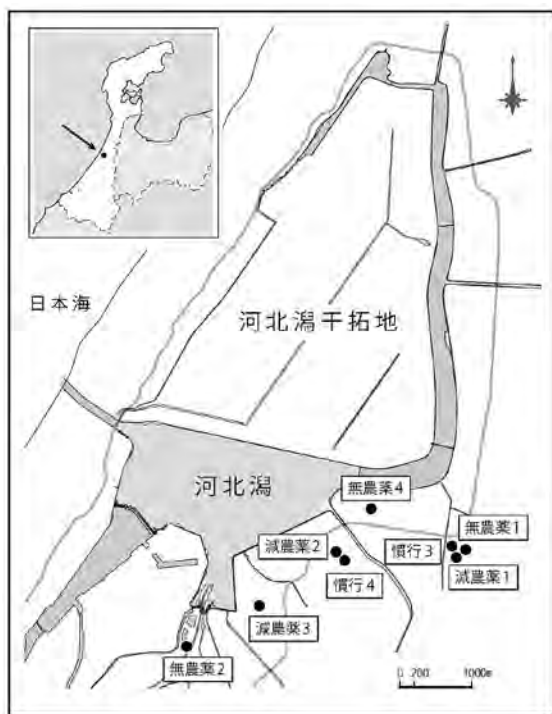 日本海
河北潟干拓地
河北潟
無農薬4
無農薬1
減農薬2
慣行3
慣行4
減農薬1
減農薬3
無農薬2
0 200 1000m